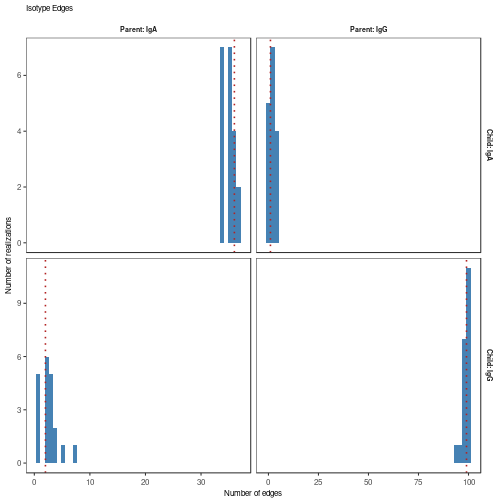 Isotype Edges
Parent: IgA
Parent: IgG
6
4
2
0
Child: IgA
Number of realizations
9
6
3
0
Child: IgG
0 10 20 30
0 25 50 75 100
Number of edges